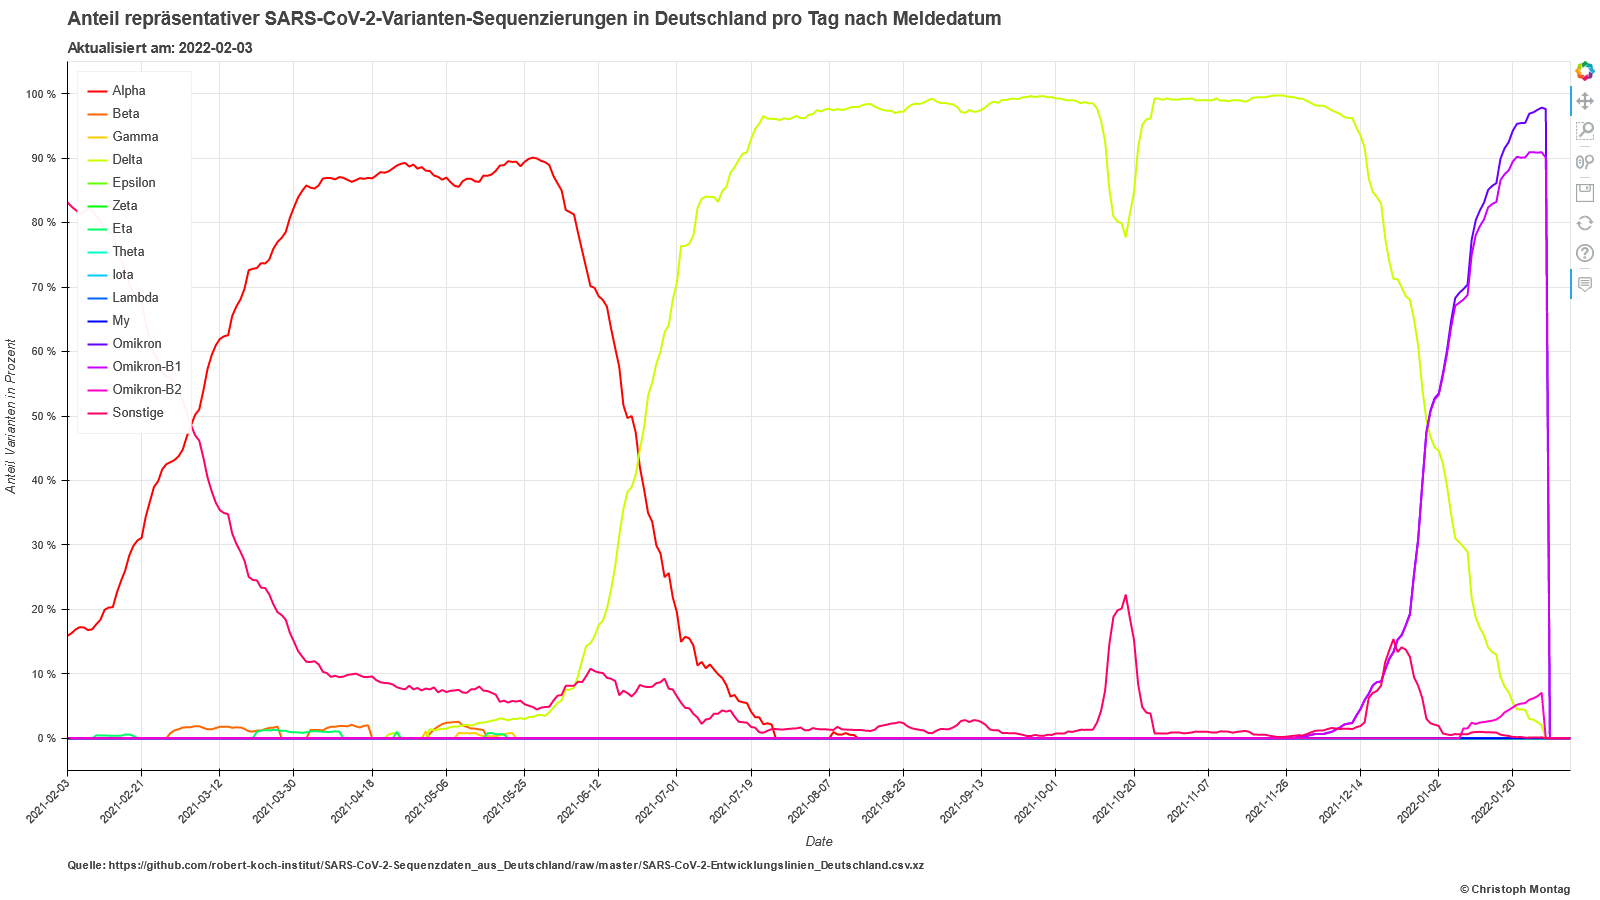 Anteil repräsentativer SARS-CoV-2-Varianten-Sequenzierungen in Deutschland pro Tag nach Meldedatum
Aktualisiert am: 2022-02-03
Alpha
Beta
Gamma
Delta
Epsilon
Zeta
Eta
Theta
Iota
Lambda
My
Omikron
Omikron-B1
Omikron-B2
Sonstige
100 %
90 %
80 %
70 %
60 %
50 %
40 %
30 %
20 %
10 %
0 %
Anteil Varianten in Prozent
2021-02-03
2021-02-21
2021-03-12
2021-03-30
2021-04-18
2021-05-06
2021-05-25
2021-06-12
2021-07-01
2021-07-19
2021-08-07
2021-08-25
2021-09-13
2021-10-01
2021-10-20
2021-11-07
2021-11-26
2021-12-14
2022-01-02
2022-01-20
Date
Quelle: https://github.com/robert-koch-institut/SARS-CoV-2-Sequenzdaten_aus_Deutschland/raw/master/SARS-CoV-2-Entwicklungslinien_Deutschland.csv.xz
© Christoph Montag